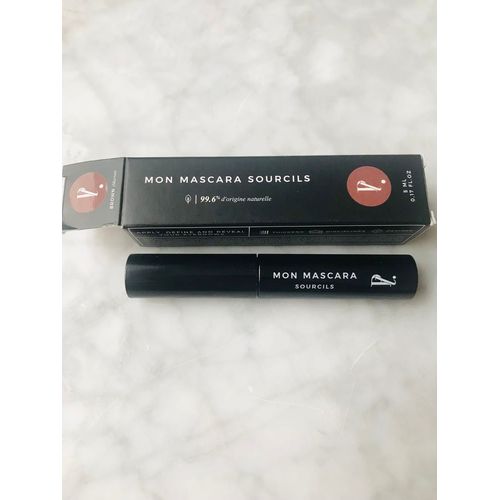 MON MASCARA SOURCILS
99.6% d'origine naturelle
5 ML
0.17 FL.OZ
BROWN
APPLY, DEFINE AND REVEAL
MON MASCARA
SOURCILS